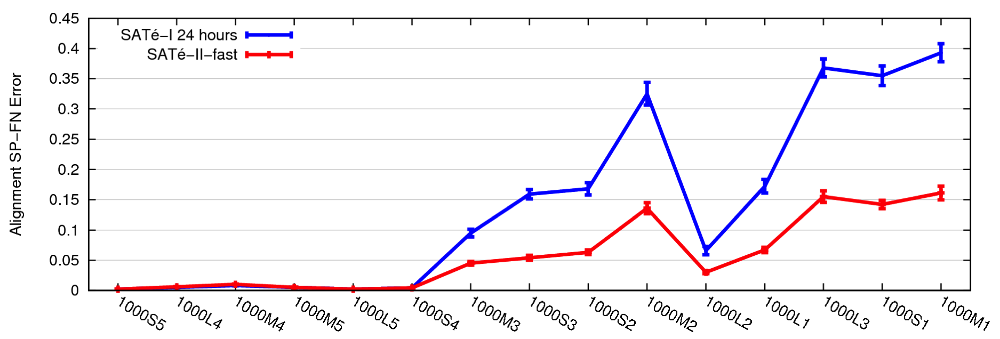 Alignment SP−FN Error
0.45
0.4
0.35
0.3
0.25
0.2
0.15
0.1
0.05
0
SATé−I 24 hours
SATé−II−fast
1000S5
1000L4
1000M4
1000M5
1000L5
1000S4
1000M3
1000S3
1000S2
1000M2
1000L2
1000L1
1000L3
1000S1
1000M1